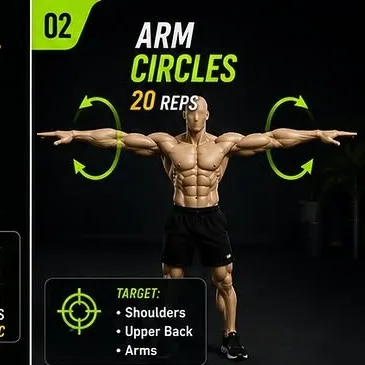 02
ARM
CIRCLES
20 REPS
TARGET:
• Shoulders
• Upper Back
• Arms